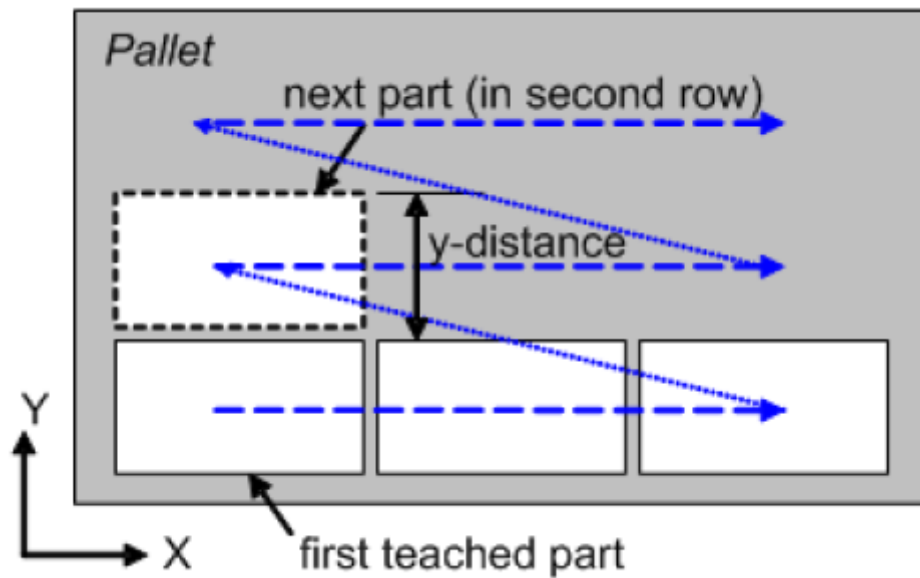 Pallet
next part (in second row)
y-distance
Y
X
first teached part